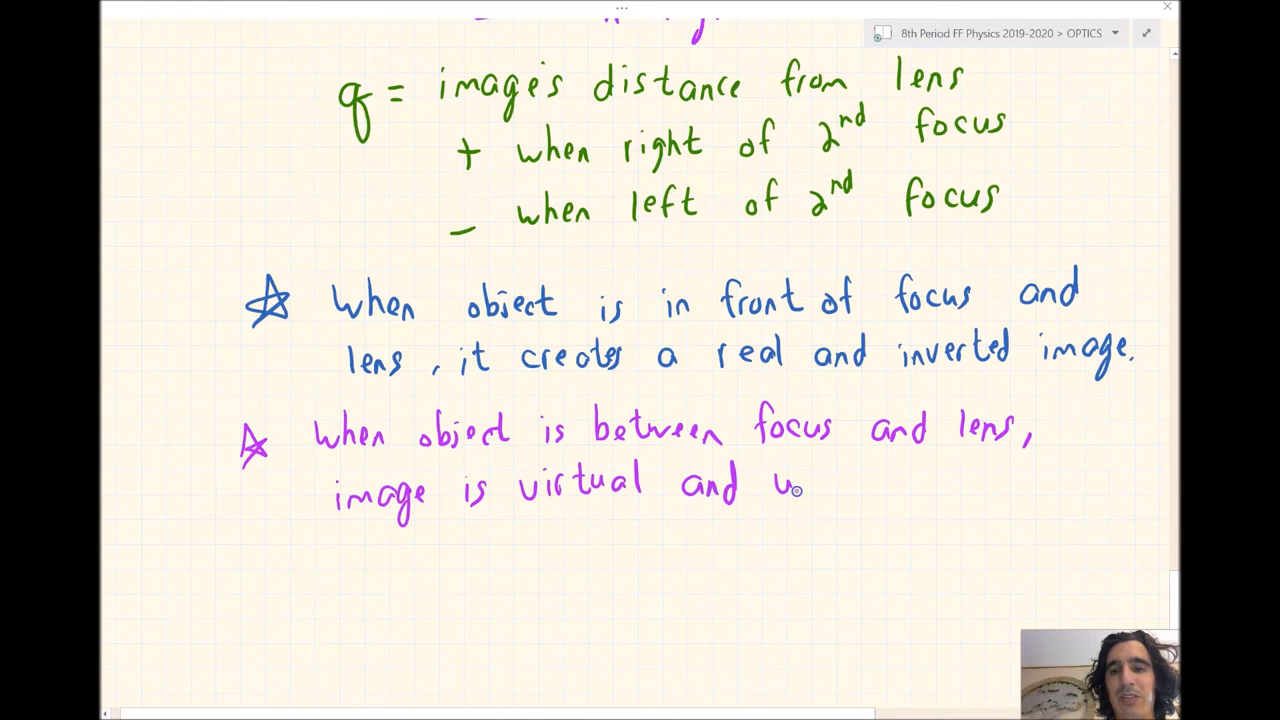 8th Period FF Physics 2019-2020 > OPTICS
q = image's distance from lens
+ when right of 2nd focus
- when left of 2nd focus
☆ When object is in front of focus and
lens, it creates a real and inverted image.
☆ When object is between focus and lens,
image is virtual and u